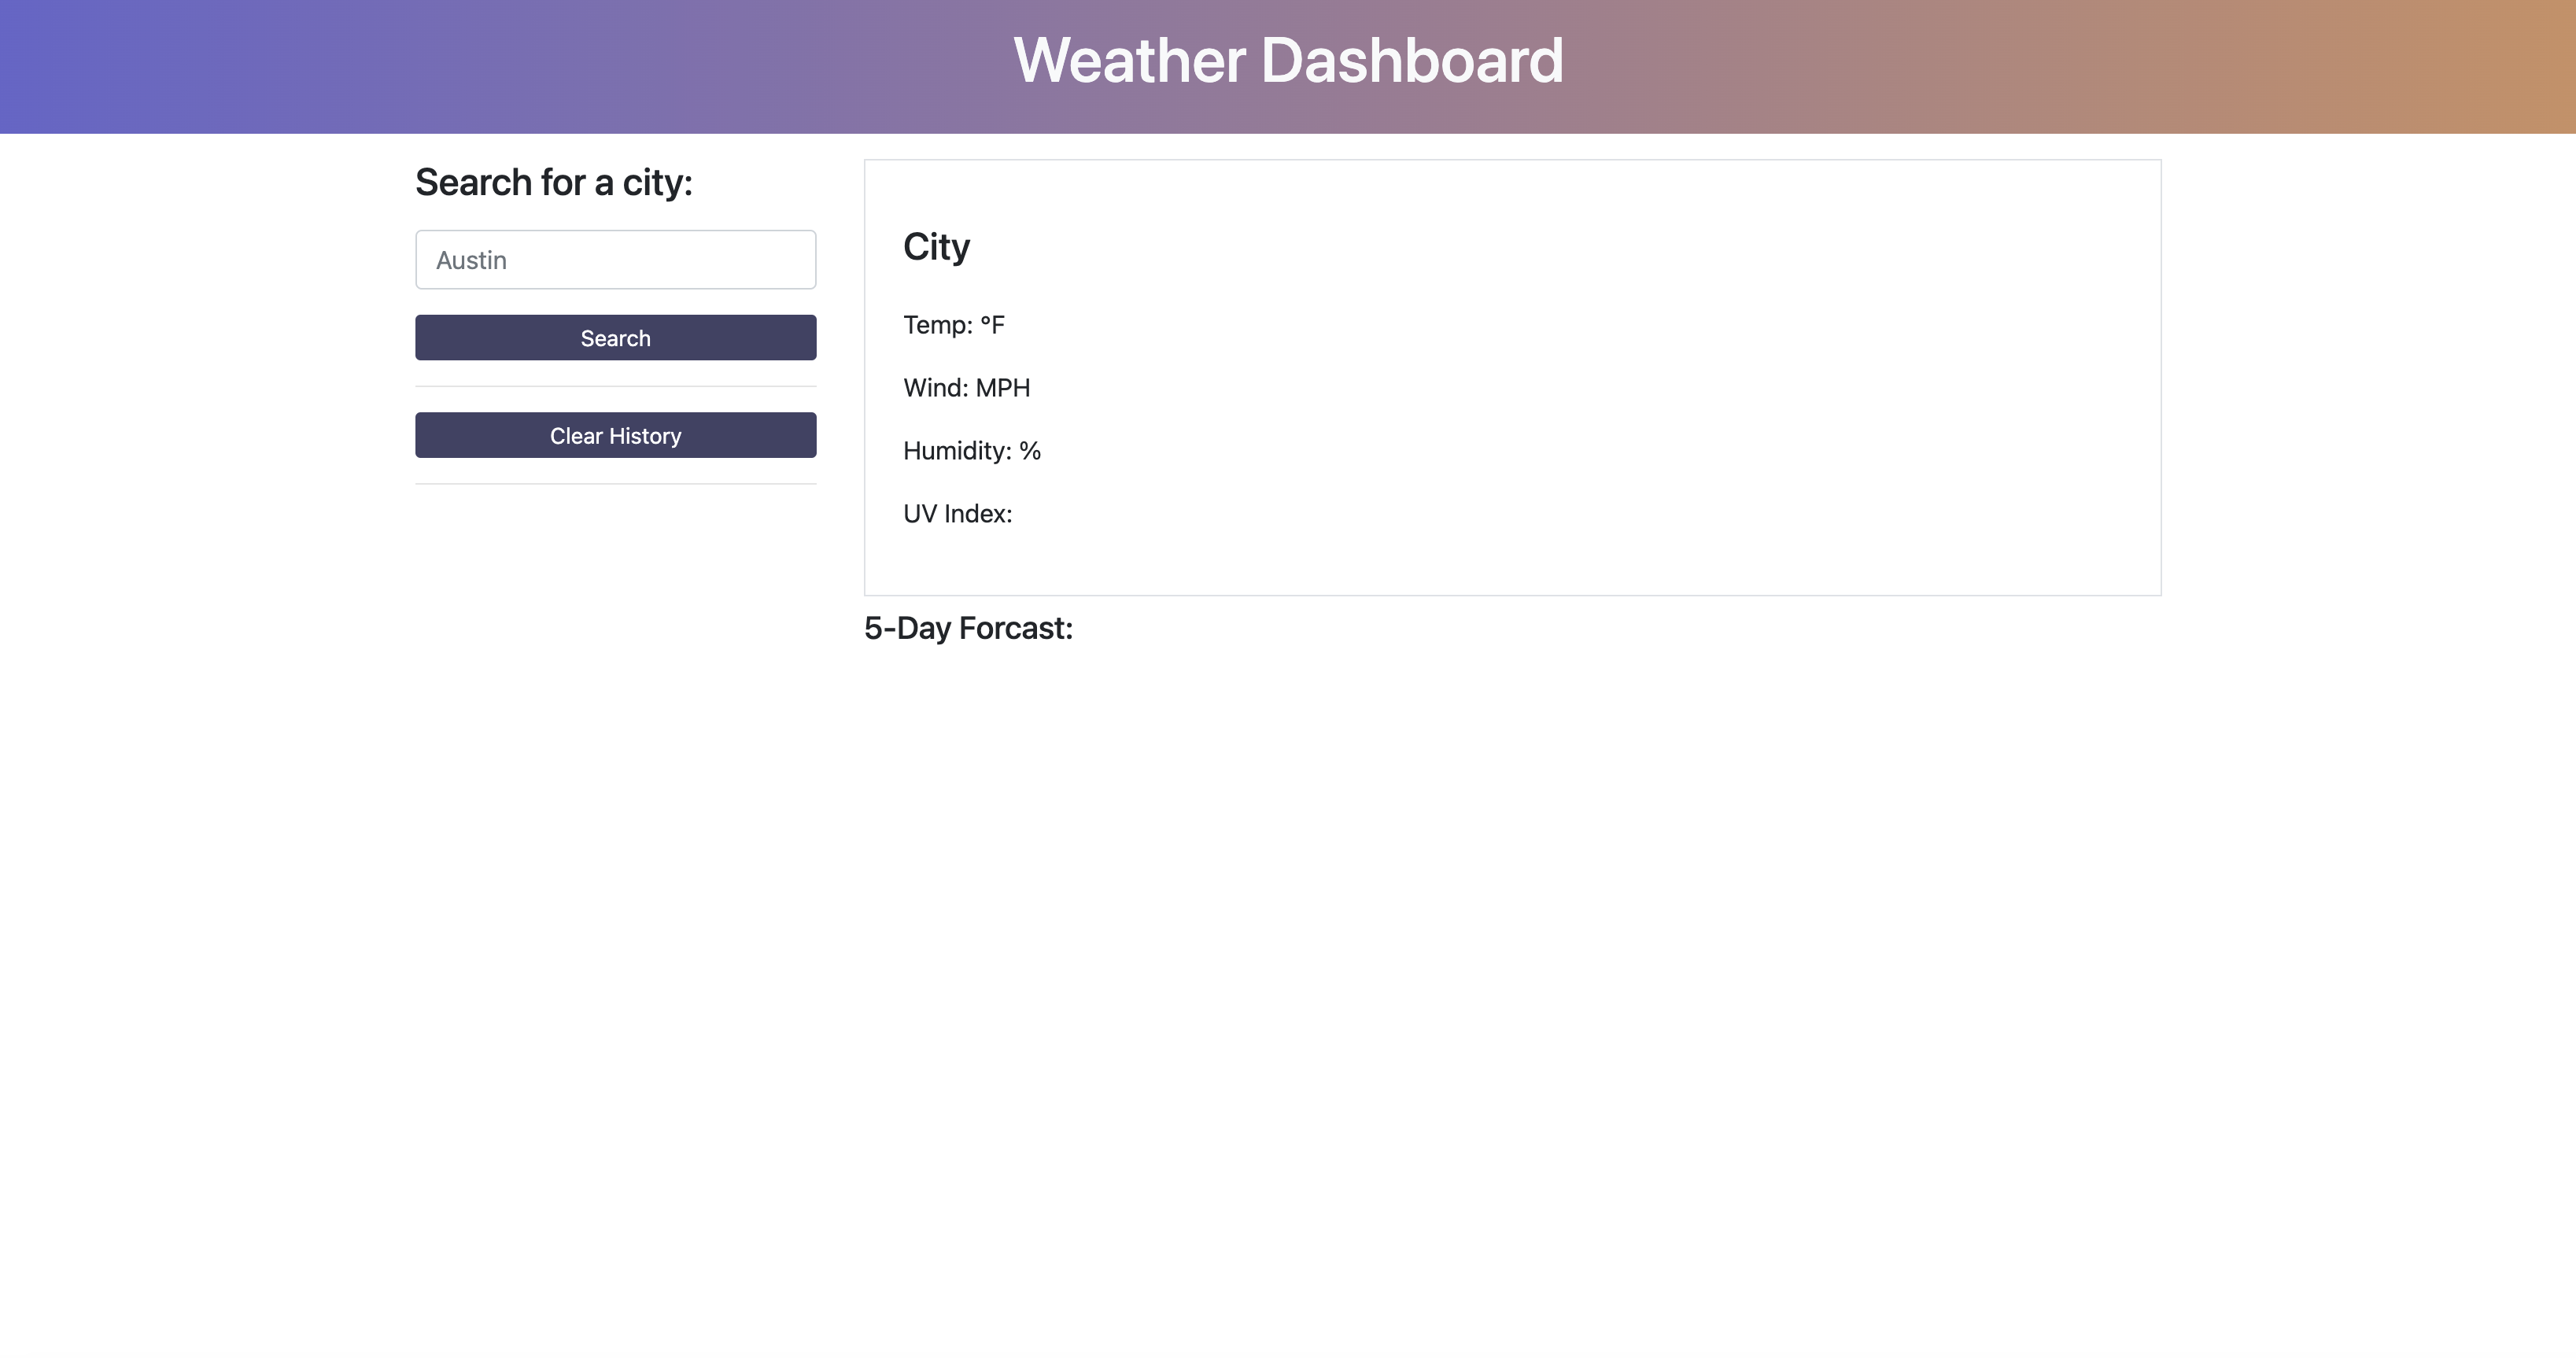 Weather Dashboard
Search for a city:
Austin
Search
Clear History
City
Temp: °F
Wind: MPH
Humidity: %
UV Index:
5-Day Forcast: